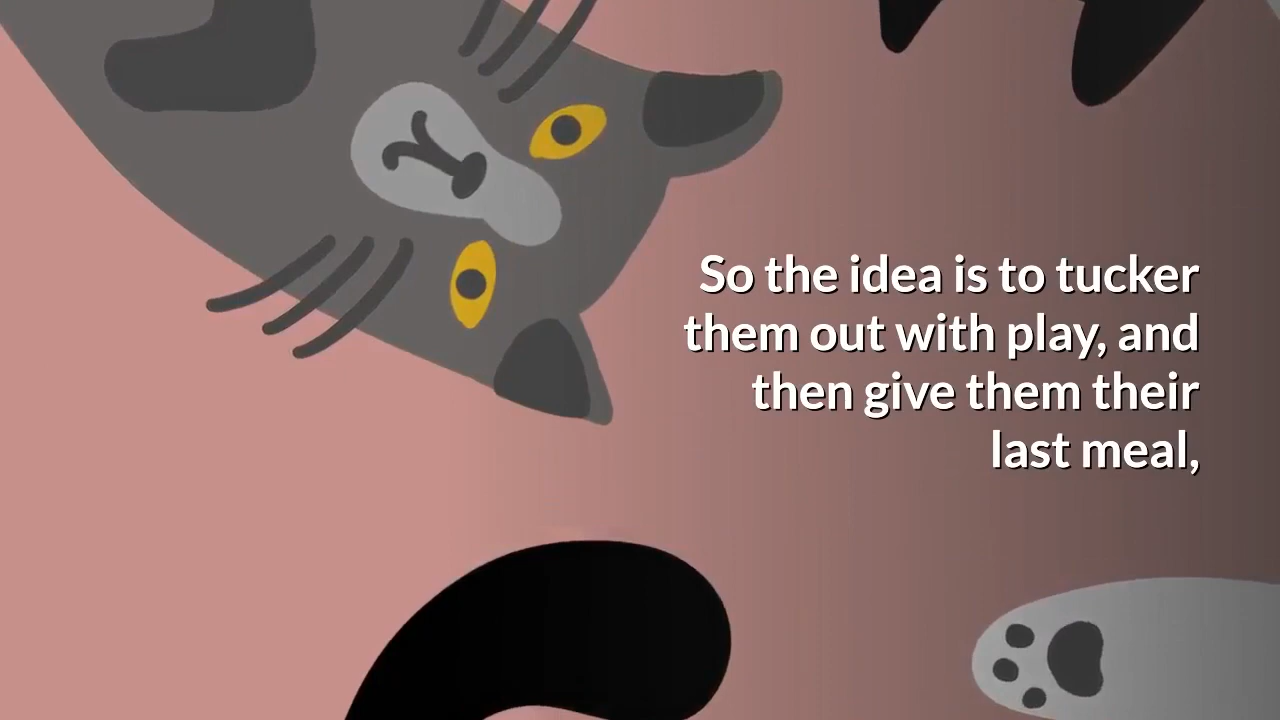 So the idea is to tucker
them out with play, and
then give them their
last meal,